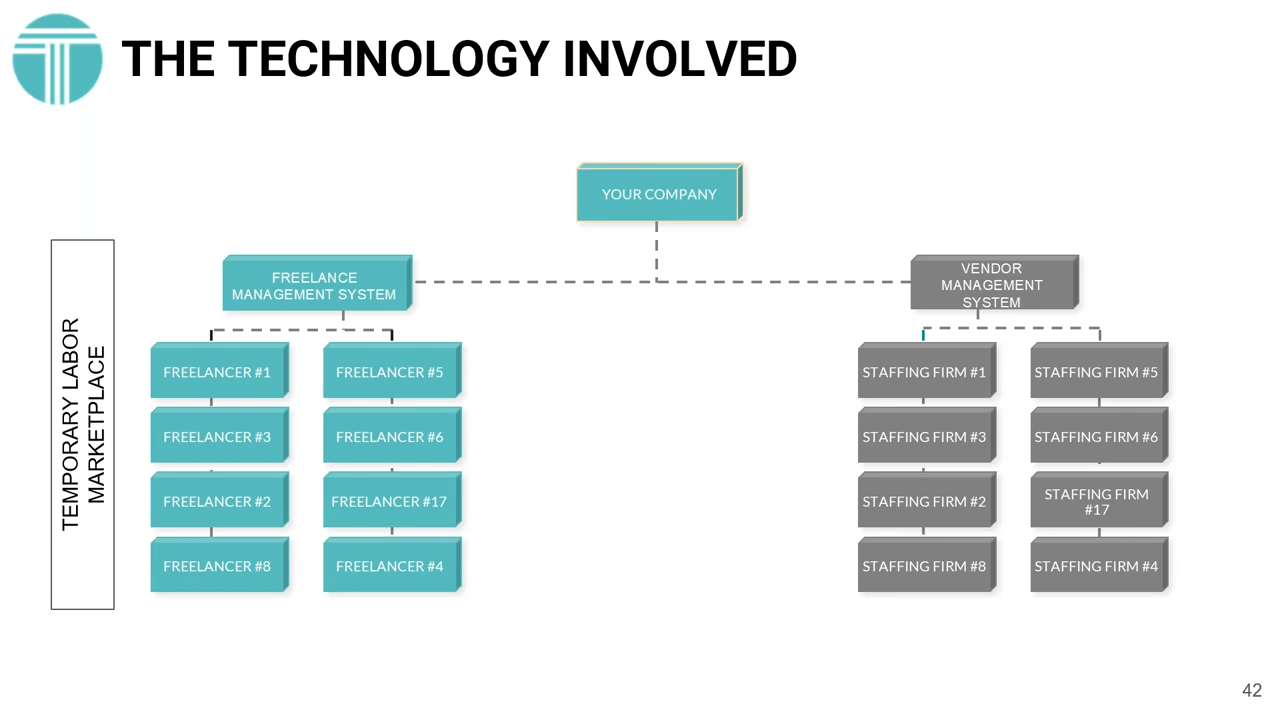 THE TECHNOLOGY INVOLVED
YOUR COMPANY
FREELANCE
MANAGEMENT SYSTEM
VENDOR
MANAGEMENT
SYSTEM
TEMPORARY LABOR
MARKETPLACE
FREELANCER #1
FREELANCER #5
STAFFING FIRM #1
STAFFING FIRM #5
FREELANCER #3
FREELANCER #6
STAFFING FIRM #3
STAFFING FIRM #6
FREELANCER #2
FREELANCER #17
STAFFING FIRM #2
STAFFING FIRM
#17
FREELANCER #8
FREELANCER #4
STAFFING FIRM #8
STAFFING FIRM #4
42